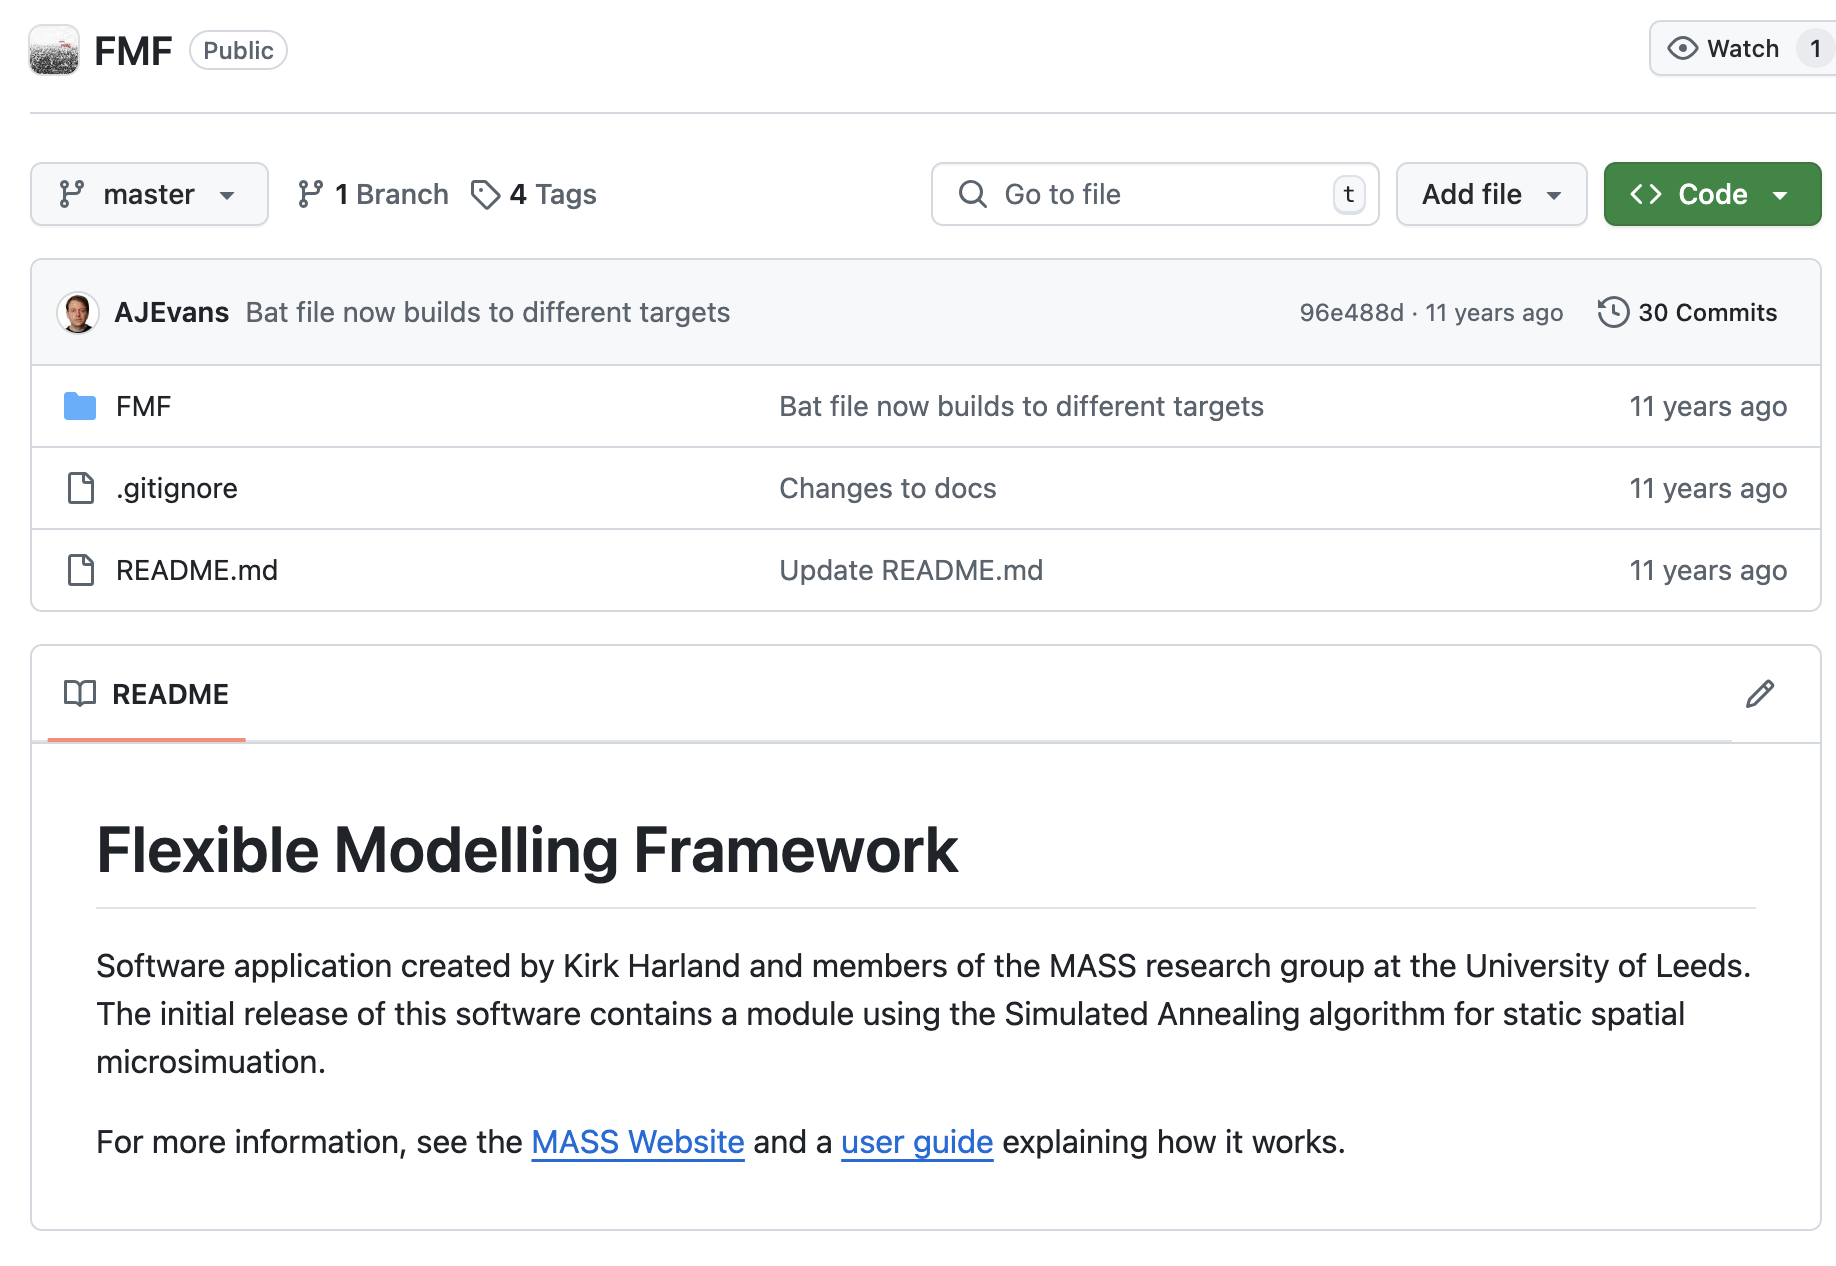 FMF Public Watch 1
master 1 Branch 4 Tags Go to file t Add file Code
AJEvans Bat file now builds to different targets 96e488d · 11 years ago 30 Commits
FMF Bat file now builds to different targets 11 years ago
.gitignore Changes to docs 11 years ago
README.md Update README.md 11 years ago
README
Flexible Modelling Framework
Software application created by Kirk Harland and members of the MASS research group at the University of Leeds.
The initial release of this software contains a module using the Simulated Annealing algorithm for static spatial
microsimuation.
For more information, see the MASS Website and a user guide explaining how it works.